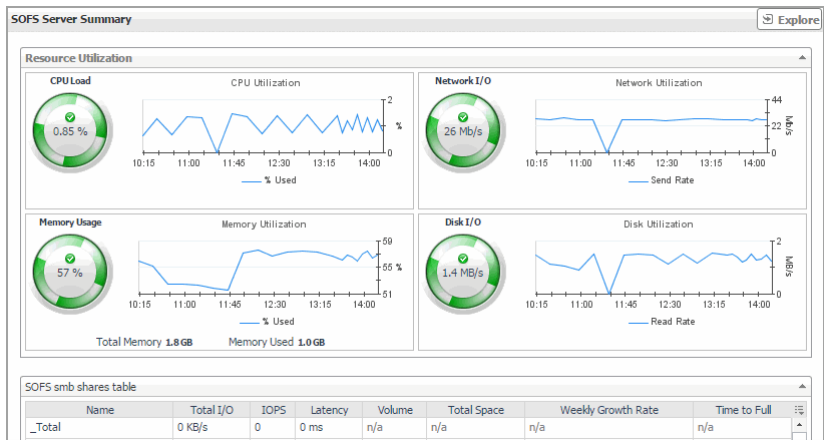 SOFS Server Summary
Explore
Resource Utilization
CPU Load
CPU Utilization
0.85 %
2
%
0
10:15 11:00 11:45 12:30 13:15 14:00
% Used
Network I/O
Network Utilization
26 Mb/s
44
22
0
Mb/s
10:15 11:00 11:45 12:30 13:15 14:00
Send Rate
Memory Usage
Memory Utilization
57 %
59
55
51
%
10:15 11:00 11:45 12:30 13:15 14:00
% Used
Total Memory 1.8 GB Memory Used 1.0 GB
Disk I/O
Disk Utilization
1.4 MB/s
2
0
MB/s
10:15 11:00 11:45 12:30 13:15 14:00
Read Rate
SOFS smb shares table
Name Total I/O IOPS Latency Volume Total Space Weekly Growth Rate Time to Full
_Total 0 KB/s 0 0 ms n/a n/a n/a n/a